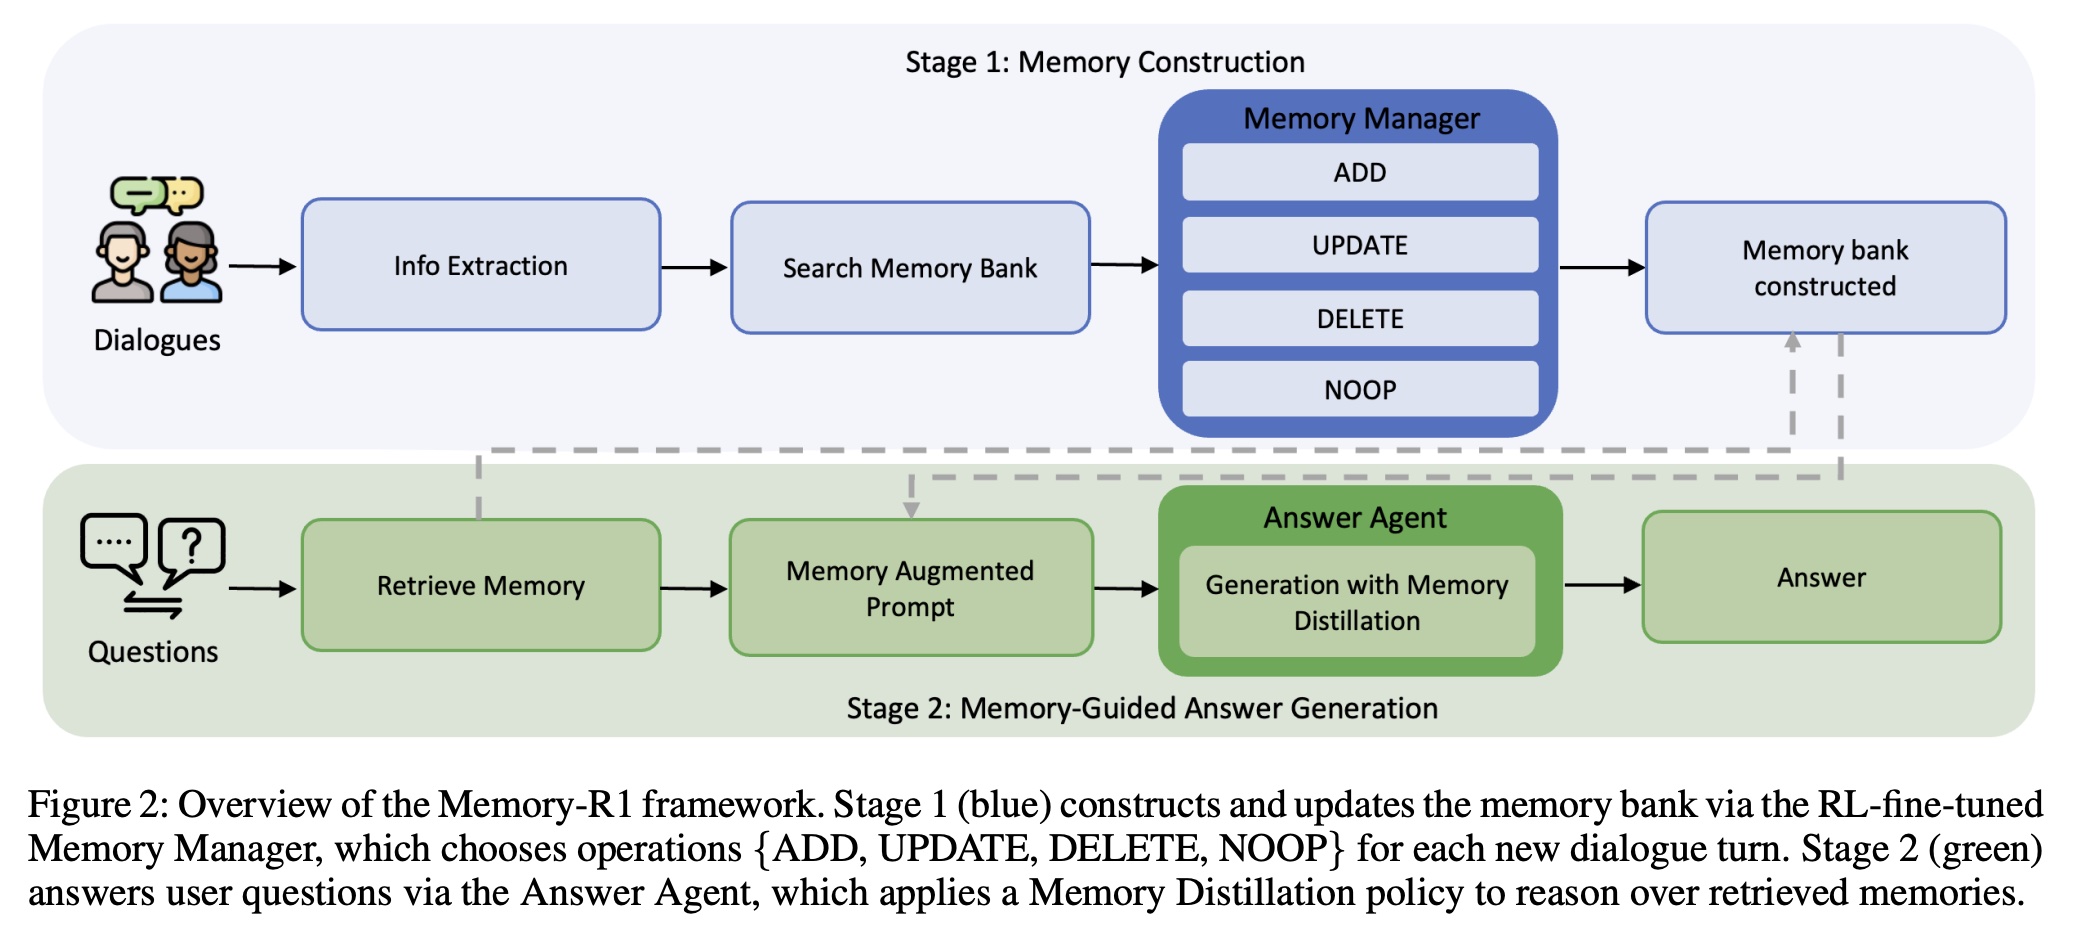 Stage 1: Memory Construction
Dialogues
Info Extraction
Search Memory Bank
Memory Manager
ADD
UPDATE
DELETE
NOOP
Memory bank
constructed
Questions
Retrieve Memory
Memory Augmented
Prompt
Answer Agent
Generation with Memory
Distillation
Answer
Stage 2: Memory-Guided Answer Generation
Figure 2: Overview of the Memory-R1 framework. Stage 1 (blue) constructs and updates the memory bank via the RL-fine-tuned
Memory Manager, which chooses operations {ADD, UPDATE, DELETE, NOOP} for each new dialogue turn. Stage 2 (green)
answers user questions via the Answer Agent, which applies a Memory Distillation policy to reason over retrieved memories.